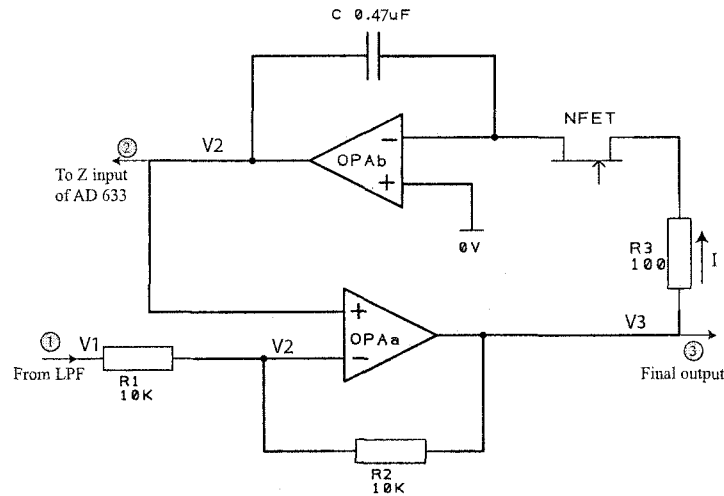 C 0.47uF
NFET
②
V2
To Z input
of AD 633
OPAb
−
+
0V
R3
100
I
+
OPAa
−
V3
①
V1
From LPF
R1
10K
V2
③
Final output
R2
10K